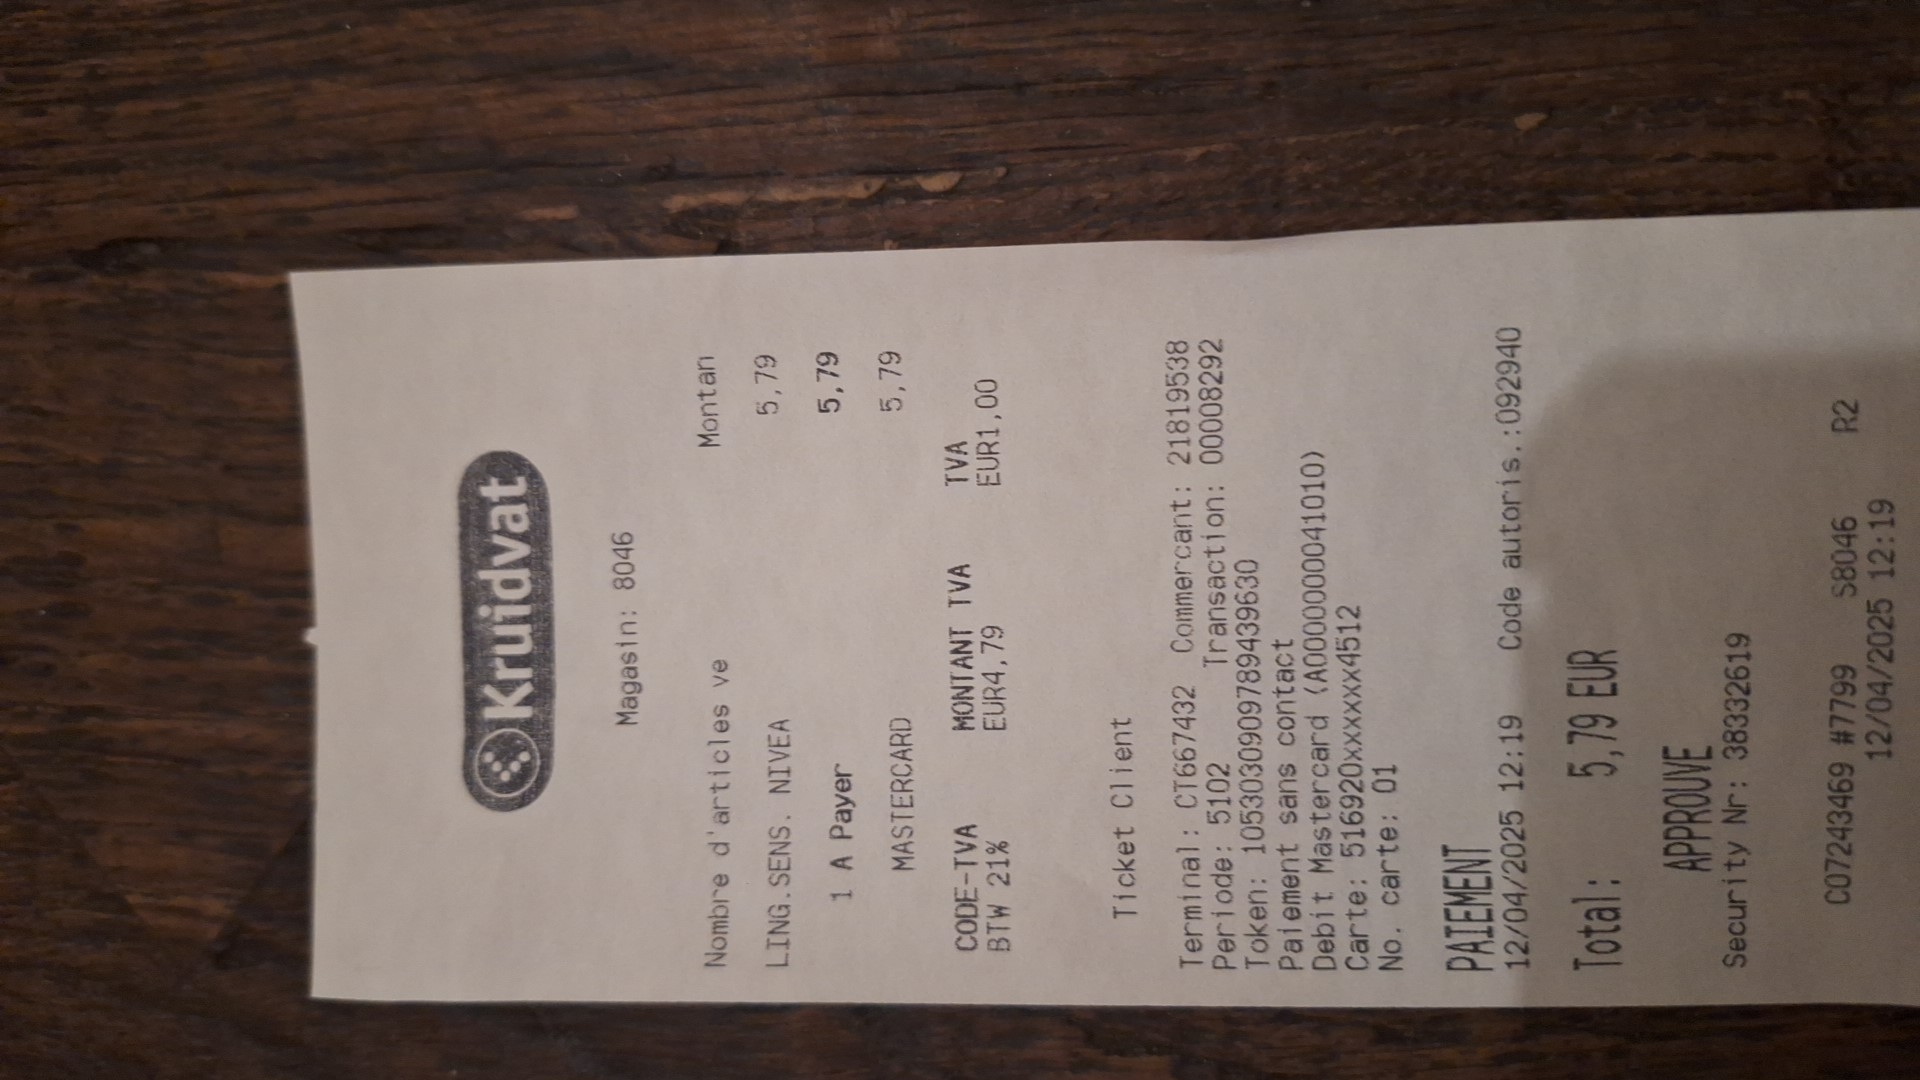 Kruidvat
Magasin: 8046
Nombre d'articles ve Montan
LING.SENS. NIVEA 5,79
1 A Payer 5,79
MASTERCARD 5,79
CODE-TVA MONTANT TVA TVA
BTW 21% EUR4,79 EUR1,00
Ticket Client
Terminal: CT667432 Commercant: 21819538
Periode: 5102 Transaction: 00008292
Token: 1053030909789439630
Paiement sans contact
Debit Mastercard (A0000000041010)
Carte: 516920xxxxxx4512
No. carte: 01
PAIEMENT
12/04/2025 12:19 Code autoris.:092940
Total: 5,79 EUR
APPROUVE
Security Nr: 38332619
C07243469 #7799 S8046 R2
12/04/2025 12:19